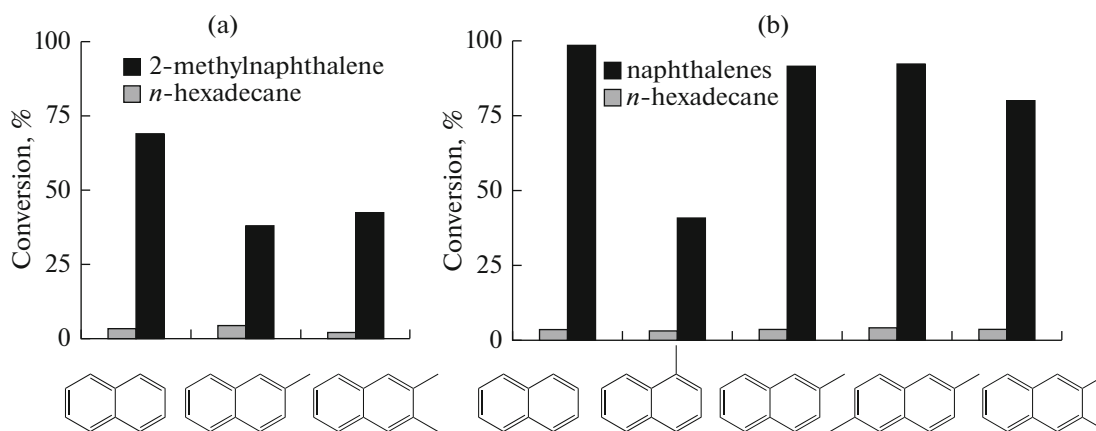 (a)
Conversion, %
100
75
50
25
0
2-methylnaphthalene
n-hexadecane
(b)
Conversion, %
100
75
50
25
0
naphthalenes
n-hexadecane